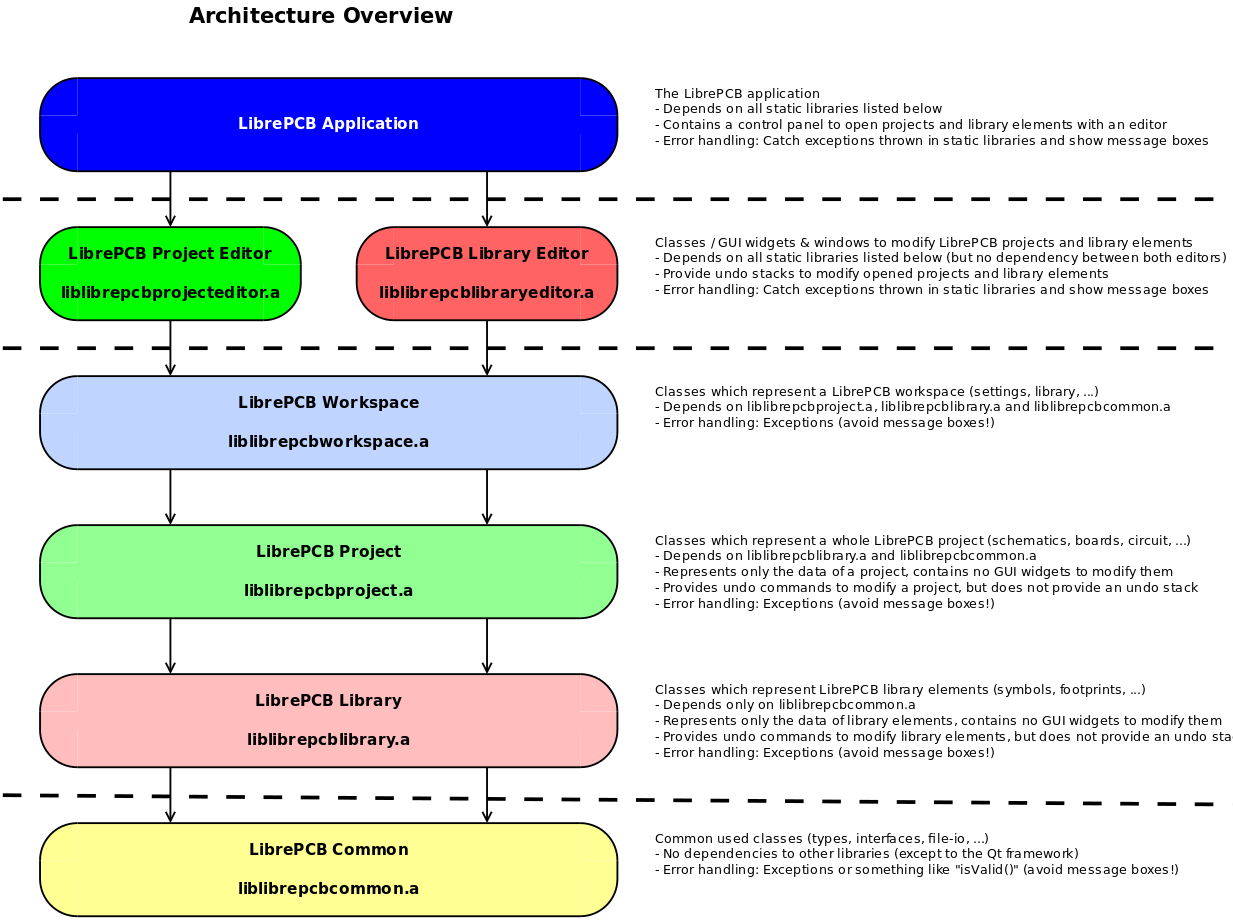 Architecture Overview
LibrePCB Application
The LibrePCB application
- Depends on all static libraries listed below
- Contains a control panel to open projects and library elements with an editor
- Error handling: Catch exceptions thrown in static libraries and show message boxes
LibrePCB Project Editor
liblibrepcbprojecteditor.a
LibrePCB Library Editor
liblibrepcblibraryeditor.a
Classes / GUI widgets & windows to modify LibrePCB projects and library elements
- Depends on all static libraries listed below (but no dependency between both editors)
- Provide undo stacks to modify opened projects and library elements
- Error handling: Catch exceptions thrown in static libraries and show message boxes
LibrePCB Workspace
liblibrepcbworkspace.a
Classes which represent a LibrePCB workspace (settings, library, ...)
- Depends on liblibrepcbproject.a, liblibrepcblibrary.a and liblibrepcbcommon.a
- Error handling: Exceptions (avoid message boxes!)
LibrePCB Project
liblibrepcbproject.a
Classes which represent a whole LibrePCB project (schematics, boards, circuit, ...)
- Depends on liblibrepcblibrary.a and liblibrepcbcommon.a
- Represents only the data of a project, contains no GUI widgets to modify them
- Provides undo commands to modify a project, but does not provide an undo stack
- Error handling: Exceptions (avoid message boxes!)
LibrePCB Library
liblibrepcblibrary.a
Classes which represent LibrePCB library elements (symbols, footprints, ...)
- Depends only on liblibrepcbcommon.a
- Represents only the data of library elements, contains no GUI widgets to modify them
- Provides undo commands to modify library elements, but does not provide an undo sta
- Error handling: Exceptions (avoid message boxes!)
LibrePCB Common
liblibrepcbcommon.a
Common used classes (types, interfaces, file-io, ...)
- No dependencies to other libraries (except to the Qt framework)
- Error handling: Exceptions or something like "isValid()" (avoid message boxes!)